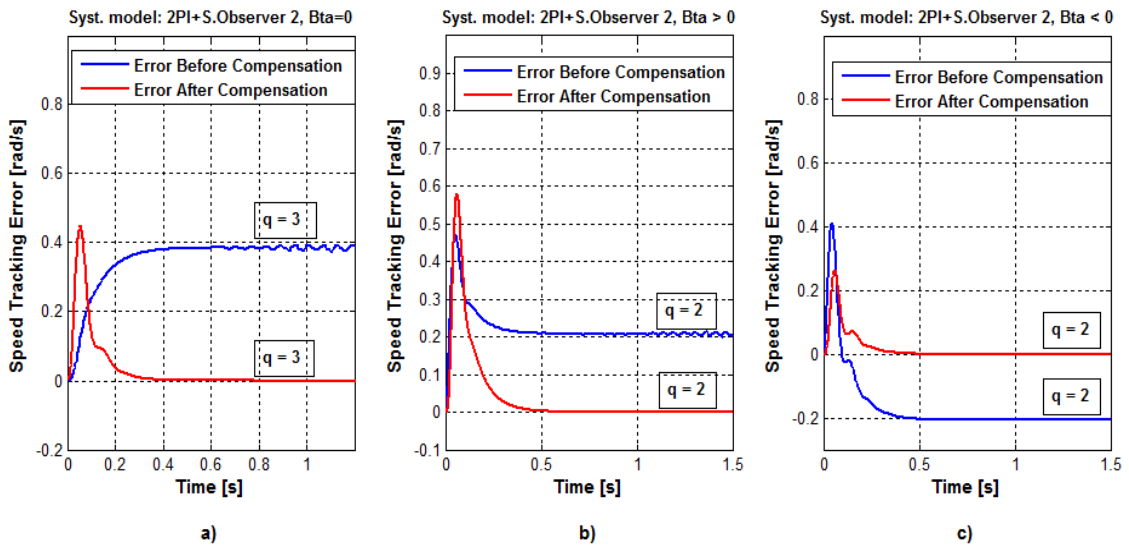 Syst. model: 2PI+S.Observer 2, Bta=0
Error Before Compensation
Error After Compensation
Speed Tracking Error [rad/s]
0.8
0.6
0.4
0.2
0
-0.2
q = 3
q = 3
0 0.2 0.4 0.6 0.8 1
Time [s]
a)
Syst. model: 2PI+S.Observer 2, Bta > 0
Error Before Compensation
Error After Compensation
Speed Tracking Error [rad/s]
0.9
0.8
0.7
0.6
0.5
0.4
0.3
0.2
0.1
0
-0.1
q = 2
q = 2
0 0.5 1 1.5
Time [s]
b)
Syst. model: 2PI+S.Observer 2, Bta < 0
Error Before Compensation
Error After Compensation
Speed Tracking Error [rad/s]
0.8
0.6
0.4
0.2
0
-0.2
q = 2
q = 2
0 0.5 1 1.5
Time [s]
c)